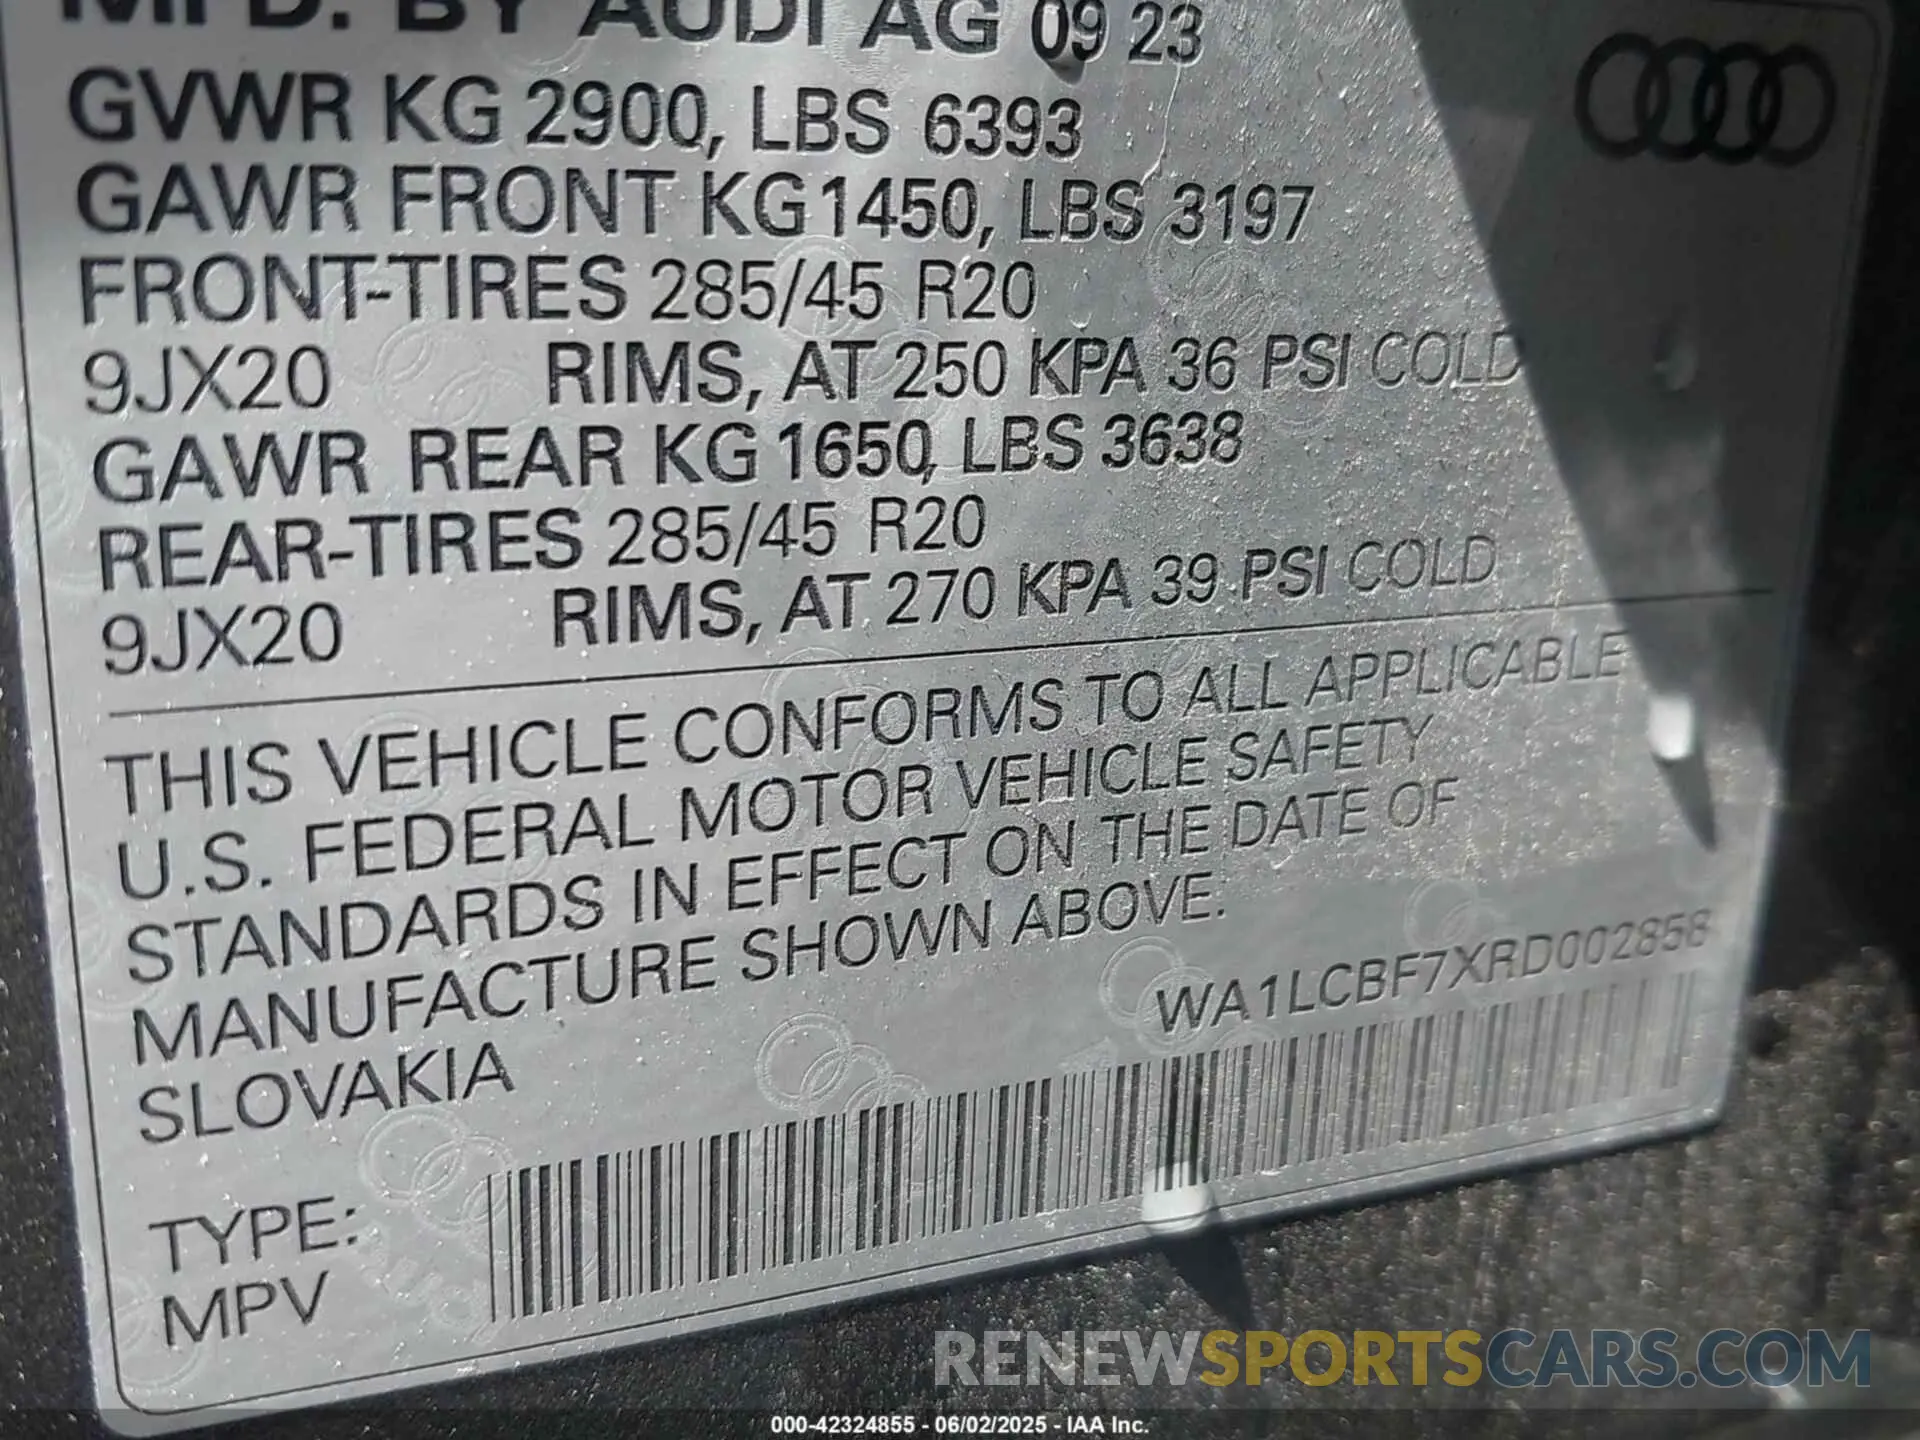 MFD. BY AUDI AG 09 23
GVWR KG 2900, LBS 6393
GAWR FRONT KG 1450, LBS 3197
FRONT-TIRES 285/45 R20
9JX20 RIMS, AT 250 KPA 36 PSI COLD
GAWR REAR KG 1650, LBS 3638
REAR-TIRES 285/45 R20
9JX20 RIMS, AT 270 KPA 39 PSI COLD
THIS VEHICLE CONFORMS TO ALL APPLICABLE
U.S. FEDERAL MOTOR VEHICLE SAFETY
STANDARDS IN EFFECT ON THE DATE OF
MANUFACTURE SHOWN ABOVE.
SLOVAKIA
WA1LCBF7XRD002858
TYPE:
MPV
RENEWSPORTSCARS.COM
000-42324855 - 06/02/2025 - IAA Inc.